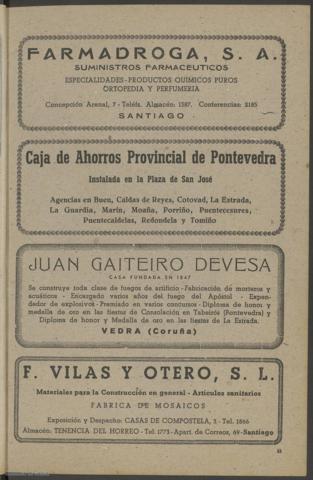 FARMADROGA, S. A.
SUMINISTROS FARMACEUTICOS
ESPECIALIDADES-PRODUCTOS QUIMICOS PUROS
ORTOPEDIA Y PERFUMERIA
Concepción Arenal, 7 - Teléfs. Almacén: 1587. Conferencias: 2185
SANTIAGO
Caja de Ahorros Provincial de Pontevedra
Instalada en la Plaza de San José
Agencias en Bueu, Caldas de Reyes, Cotovad, La Estrada,
La Guardia, Marín, Moaña, Porriño, Puentecesures,
Puentecaldelas, Redondela y Tomiño
JUAN GAITEIRO DEVESA
CASA FUNDADA EN 1847
Se construye toda clase de fuegos de artificio - Fabricación de morteros y
acuáticos - Encargado varios años del fuego del Apóstol - Expen-
dedor de explosivos - Premiado en varios concursos - Diploma de honor y
medalla de oro en las fiestas de Consolación en Tabeirós (Pontevedra) y
Diploma de honor y Medalla de oro en las fiestas de La Estrada.
VEDRA (Coruña)
F. VILAS Y OTERO, S. L.
Materiales para la Construcción en general - Artículos sanitarios
FABRICA DE MOSAICOS
Exposición y Despacho: CASAS DE COMPOSTELA, 3 - Tel. 1866
Almacén: TENENCIA DEL HORREO - Tel. 1773 - Apart. de Correos, 69 - Santiago